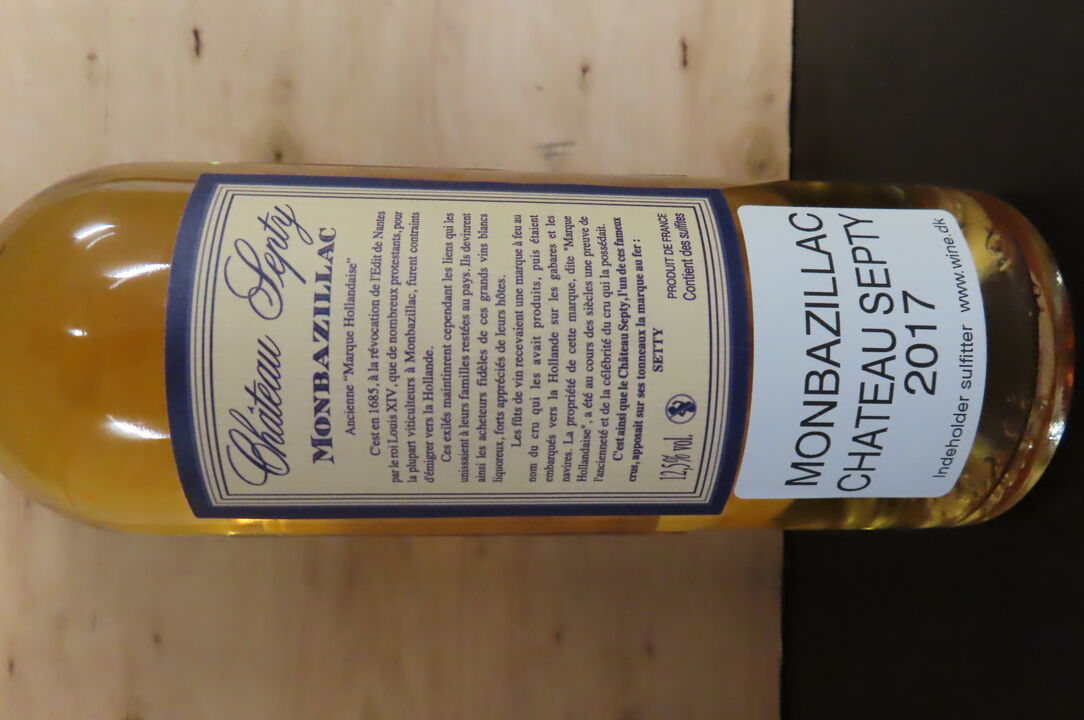 Château Septy
MONBAZILLAC
Ancienne "Marque Hollandaise"
C'est en 1685, à la révocation de l'Edit de Nantes
par le roi Louis XIV, que de nombreux protestants, pour
la plupart viticulteurs à Monbazillac, furent contraints
d'émigrer vers la Hollande.
Ces exilés maintinrent cependant les liens qui les
unissaient à leurs familles restées au pays. Ils devinrent
ainsi les acheteurs fidèles de ces grands vins blancs
liquoreux, forts appréciés de leurs hôtes.
Les fûts de vin recevaient une marque à feu au
nom du cru qui les avait produits, puis étaient
embarqués vers la Hollande sur les gabares et les
navires. La propriété de cette marque, dite "Marque
Hollandaise", a été au cours des siècles une preuve de
l'ancienneté et de la célébrité du cru qui la possédait.
C'est ainsi que le Château Septy, l'un de ces fameux
crus, apposait sur ses tonneaux la marque au fer :
SETTY
PRODUIT DE FRANCE
12,5% vol. Contient des sulfites
MONBAZILLAC
CHATEAU SEPTY
2017
Indeholder sulfitter www.wine.dk